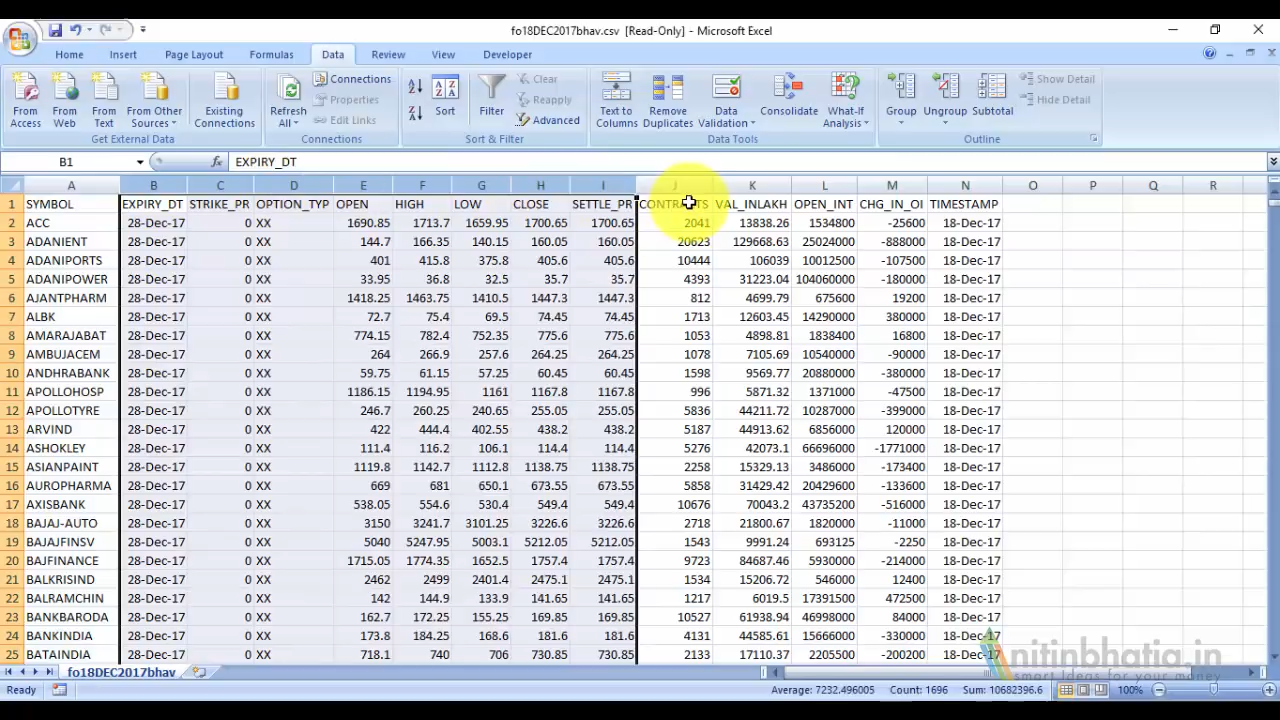 fo18DEC2017bhav.csv [Read-Only] - Microsoft Excel
Home Insert Page Layout Formulas Data Review View Developer
From Access From Web From Text From Other Sources Existing Connections Refresh All Connections Properties Edit Links Sort Filter Clear Reapply Advanced Text to Columns Remove Duplicates Data Validation Consolidate What-If Analysis Group Ungroup Subtotal Show Detail Hide Detail
Get External Data Connections Sort & Filter Data Tools Outline
B1 fx EXPIRY_DT
A B C D E F G H I J K L M N O P Q R
1 SYMBOL EXPIRY_DT STRIKE_PR OPTION_TYP OPEN HIGH LOW CLOSE SETTLE_PR CONTRACTS VAL_INLAKH OPEN_INT CHG_IN_OI TIMESTAMP
2 ACC 28-Dec-17 0 XX 1690.85 1713.7 1659.95 1700.65 1700.65 2041 13838.26 1534800 -25600 18-Dec-17
3 ADANIENT 28-Dec-17 0 XX 144.7 166.35 140.15 160.05 160.05 20623 129668.63 25024000 -888000 18-Dec-17
4 ADANIPORTS 28-Dec-17 0 XX 401 415.8 375.8 405.6 405.6 10444 106039 10012500 -107500 18-Dec-17
5 ADANIPOWER 28-Dec-17 0 XX 33.95 36.8 32.5 35.7 35.7 4393 31223.04 104060000 -180000 18-Dec-17
6 AJANTPHARM 28-Dec-17 0 XX 1418.25 1463.75 1410.5 1447.3 1447.3 812 4699.79 675600 19200 18-Dec-17
7 ALBK 28-Dec-17 0 XX 72.7 75.4 69.5 74.45 74.45 1713 12603.45 14290000 380000 18-Dec-17
8 AMARAJABAT 28-Dec-17 0 XX 774.15 782.4 752.35 775.6 775.6 1053 4898.81 1838400 16800 18-Dec-17
9 AMBUJACEM 28-Dec-17 0 XX 264 266.9 257.6 264.25 264.25 1078 7105.69 10540000 -90000 18-Dec-17
10 ANDHRABANK 28-Dec-17 0 XX 59.75 61.15 57.25 60.45 60.45 1598 9569.77 20880000 -380000 18-Dec-17
11 APOLLOHOSP 28-Dec-17 0 XX 1186.15 1194.95 1161 1167.8 1167.8 996 5871.32 1371000 -47500 18-Dec-17
12 APOLLOTYRE 28-Dec-17 0 XX 246.7 260.25 240.65 255.05 255.05 5836 44211.72 10287000 -399000 18-Dec-17
13 ARVIND 28-Dec-17 0 XX 422 444.4 402.55 438.2 438.2 5187 44913.62 6856000 120000 18-Dec-17
14 ASHOKLEY 28-Dec-17 0 XX 111.4 116.2 106.1 114.4 114.4 5276 42073.1 66696000 -1771000 18-Dec-17
15 ASIANPAINT 28-Dec-17 0 XX 1119.8 1142.7 1112.8 1138.75 1138.75 2258 15329.13 3486000 -173400 18-Dec-17
16 AUROPHARMA 28-Dec-17 0 XX 669 681 650.1 673.55 673.55 5858 31429.42 20429600 -133600 18-Dec-17
17 AXISBANK 28-Dec-17 0 XX 538.05 554.6 530.4 549.4 549.4 10676 70043.2 43735200 -516000 18-Dec-17
18 BAJAJ-AUTO 28-Dec-17 0 XX 3150 3241.7 3101.25 3226.6 3226.6 2718 21800.67 1820000 -11000 18-Dec-17
19 BAJAJFINSV 28-Dec-17 0 XX 5040 5247.95 5003.1 5212.05 5212.05 1543 9991.24 693125 -2250 18-Dec-17
20 BAJFINANCE 28-Dec-17 0 XX 1715.05 1774.35 1652.5 1757.4 1757.4 9723 84687.46 5930000 -214000 18-Dec-17
21 BALKRISIND 28-Dec-17 0 XX 2462 2499 2401.4 2475.1 2475.1 1534 15206.72 546000 12400 18-Dec-17
22 BALRAMCHIN 28-Dec-17 0 XX 142 144.9 133.9 141.65 141.65 1217 6019.5 17391500 472500 18-Dec-17
23 BANKBARODA 28-Dec-17 0 XX 162.7 172.25 155.25 169.85 169.85 10527 61938.94 46998000 84000 18-Dec-17
24 BANKINDIA 28-Dec-17 0 XX 173.8 184.25 168.6 181.6 181.6 4131 44585.61 15666000 -330000 18-Dec-17
25 BATAINDIA 28-Dec-17 0 XX 718.1 740 706 730.85 730.85 2133 17110.37 2205500 -200200 18-Dec-17
nitinbhatia.in
smart ideas for your money
fo18DEC2017bhav
Ready Average: 7232.496005 Count: 1696 Sum: 10682396.6 100%